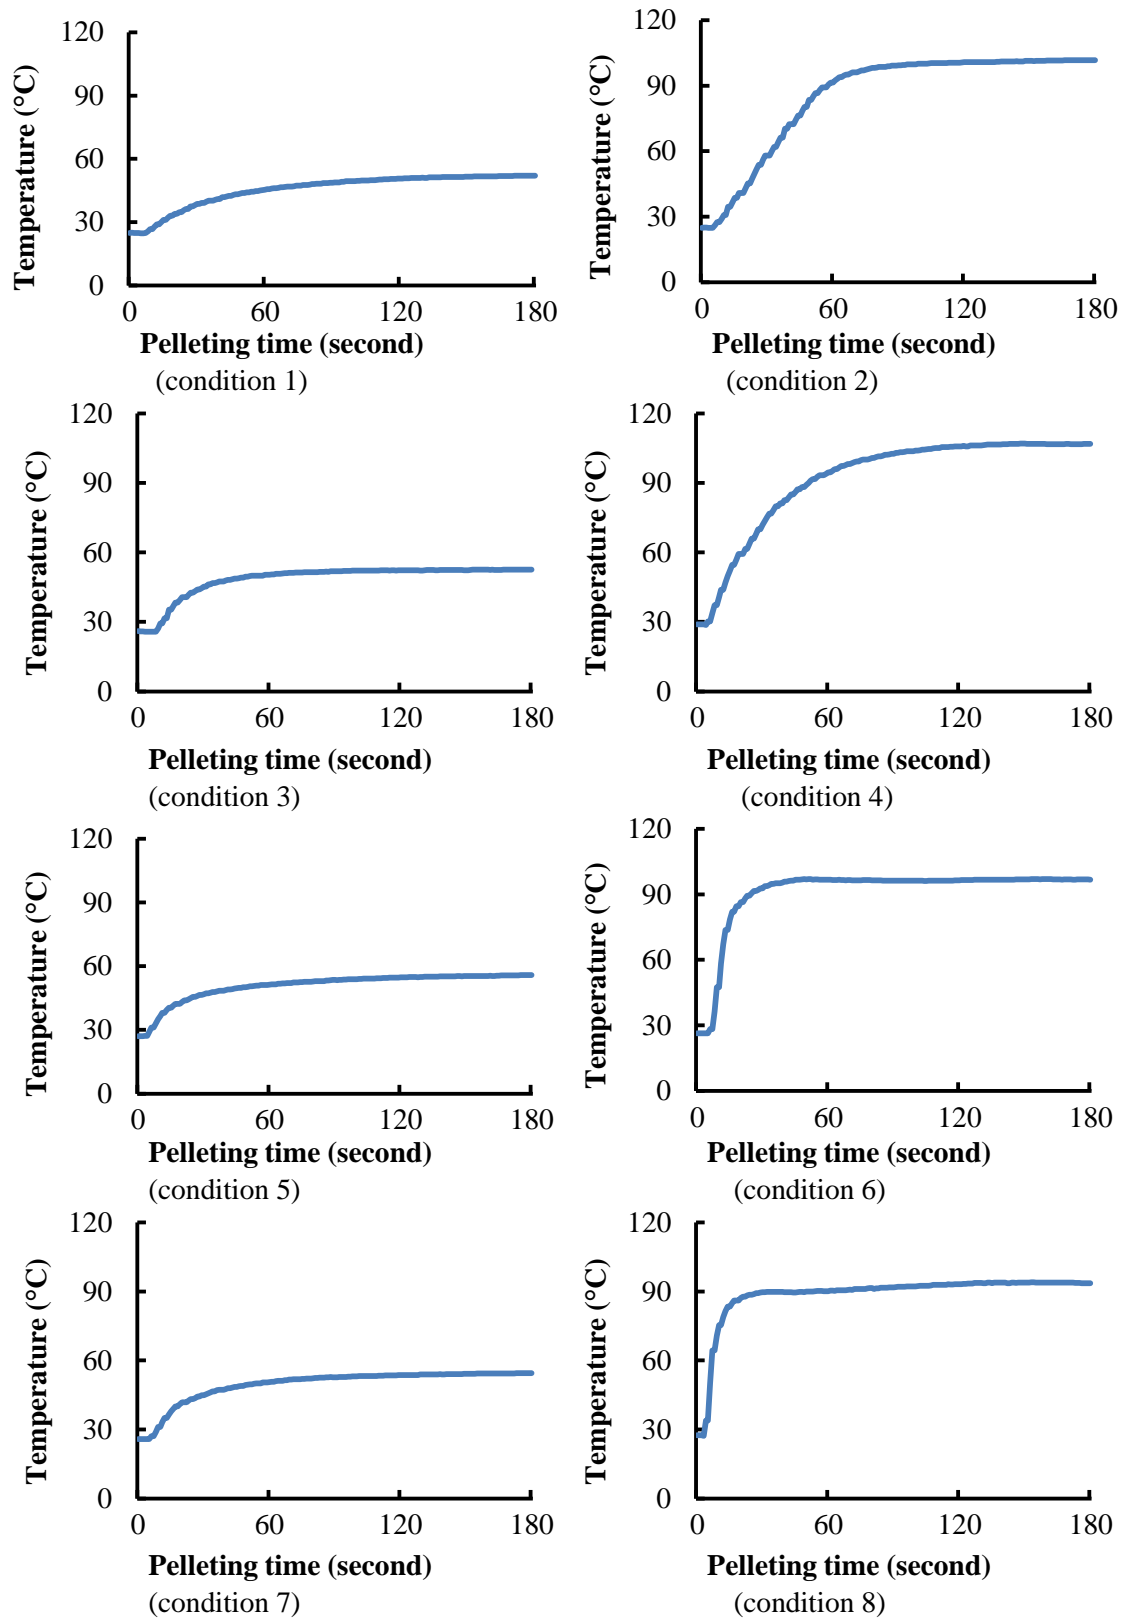 120
90
60
30
0
Temperature (°C)
0 60 120 180
Pelleting time (second)
(condition 1)
120
90
60
30
0
Temperature (°C)
0 60 120 180
Pelleting time (second)
(condition 2)
120
90
60
30
0
Temperature (°C)
0 60 120 180
Pelleting time (second)
(condition 3)
120
90
60
30
0
Temperature (°C)
0 60 120 180
Pelleting time (second)
(condition 4)
120
90
60
30
0
Temperature (°C)
0 60 120 180
Pelleting time (second)
(condition 5)
120
90
60
30
0
Temperature (°C)
0 60 120 180
Pelleting time (second)
(condition 6)
120
90
60
30
0
Temperature (°C)
0 60 120 180
Pelleting time (second)
(condition 7)
120
90
60
30
0
Temperature (°C)
0 60 120 180
Pelleting time (second)
(condition 8)